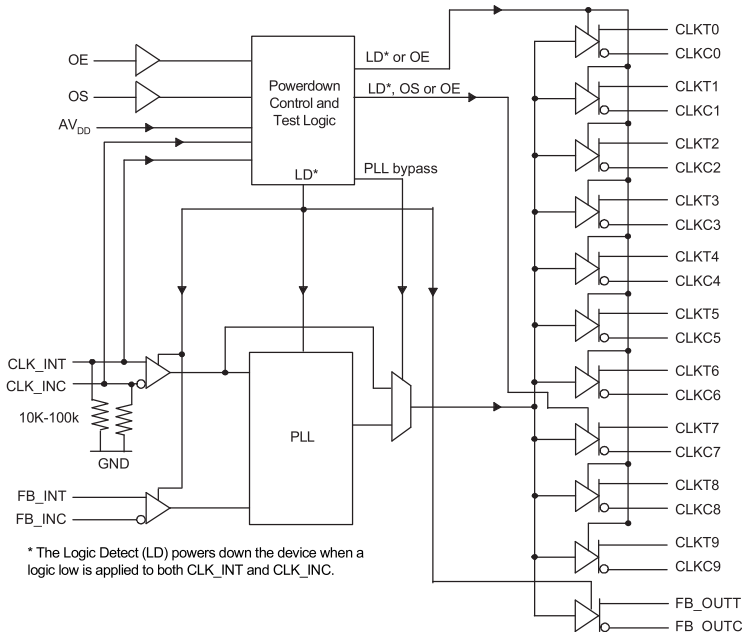 OE
OS
AVDD
Powerdown
Control and
Test Logic
LD*
LD* or OE
LD*, OS or OE
PLL bypass
CLK_INT
CLK_INC
10K-100k
GND
FB_INT
FB_INC
PLL
CLKT0
CLKC0
CLKT1
CLKC1
CLKT2
CLKC2
CLKT3
CLKC3
CLKT4
CLKC4
CLKT5
CLKC5
CLKT6
CLKC6
CLKT7
CLKC7
CLKT8
CLKC8
CLKT9
CLKC9
FB_OUTT
FB_OUTC
* The Logic Detect (LD) powers down the device when a
logic low is applied to both CLK_INT and CLK_INC.